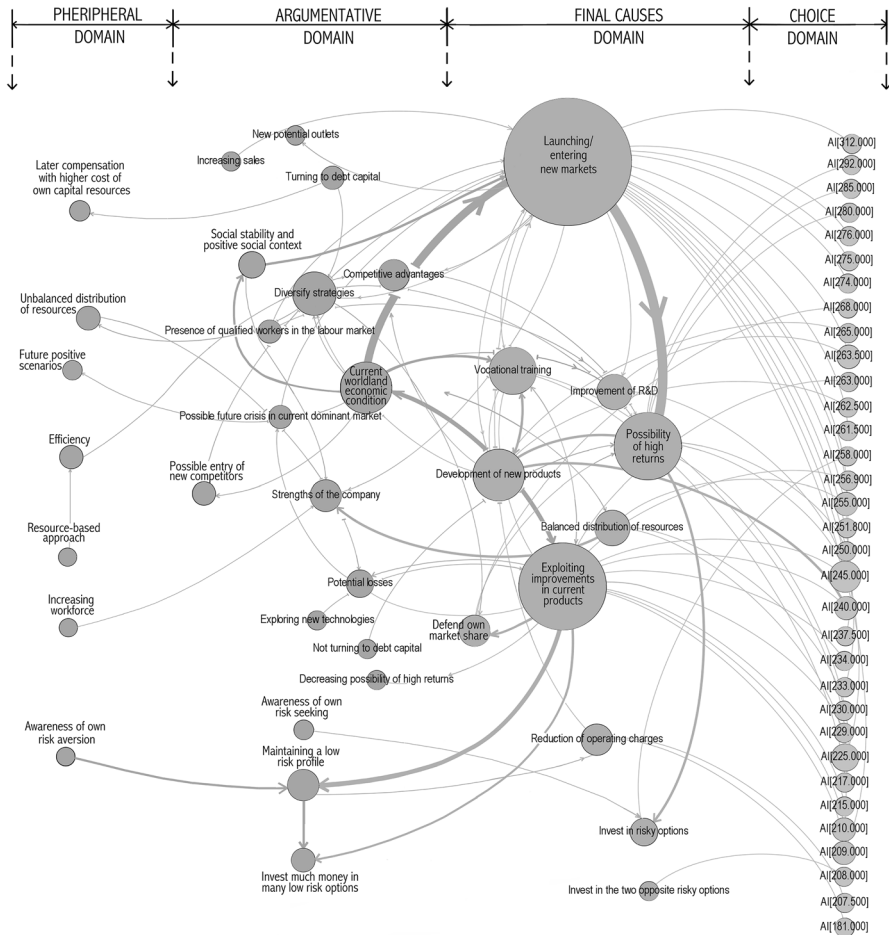 PHERIPHERAL
DOMAIN
ARGUMENTATIVE
DOMAIN
FINAL CAUSES
DOMAIN
CHOICE
DOMAIN
Later compensation
with higher cost of
own capital resources
Unbalanced distribution
of resources
Future positive
scenarios
Efficiency
Resource-based
approach
Increasing
workforce
Awareness of own
risk aversion
New potential outlets
Increasing sales
Turning to debt capital
Social stability and
positive social context
Competitive advantages
Diversify strategies
Presence of qualified workers in the labour market
Current
worldland
economic
condition
Possible future crisis in current dominant market
Possible entry of
new competitors
Strengths of the company
Potential losses
Exploring new technologies
Not turning to debt capital
Decreasing possibility of high returns
Awareness of own
risk seeking
Maintaining a low
risk profile
Invest much money in
many low risk options
Launching/
entering
new markets
Vocational training
Improvement of R&D
Possibility
of high
returns
Development of new products
Balanced distribution of resources
Exploiting
improvements
in current
products
Defend own
market share
Reduction of operating charges
Invest in risky options
Invest in the two opposite risky options
AI[312.000]
AI[292.000]
AI[285.000]
AI[280.000]
AI[276.000]
AI[275.000]
AI[274.000]
AI[268.000]
AI[265.000]
AI[263.500]
AI[263.000]
AI[262.500]
AI[261.500]
AI[258.000]
AI[256.900]
AI[255.000]
AI[251.800]
AI[250.000]
AI[245.000]
AI[240.000]
AI[237.500]
AI[234.000]
AI[233.000]
AI[230.000]
AI[229.000]
AI[225.000]
AI[217.000]
AI[215.000]
AI[210.000]
AI[209.000]
AI[208.000]
AI[207.500]
AI[181.000]